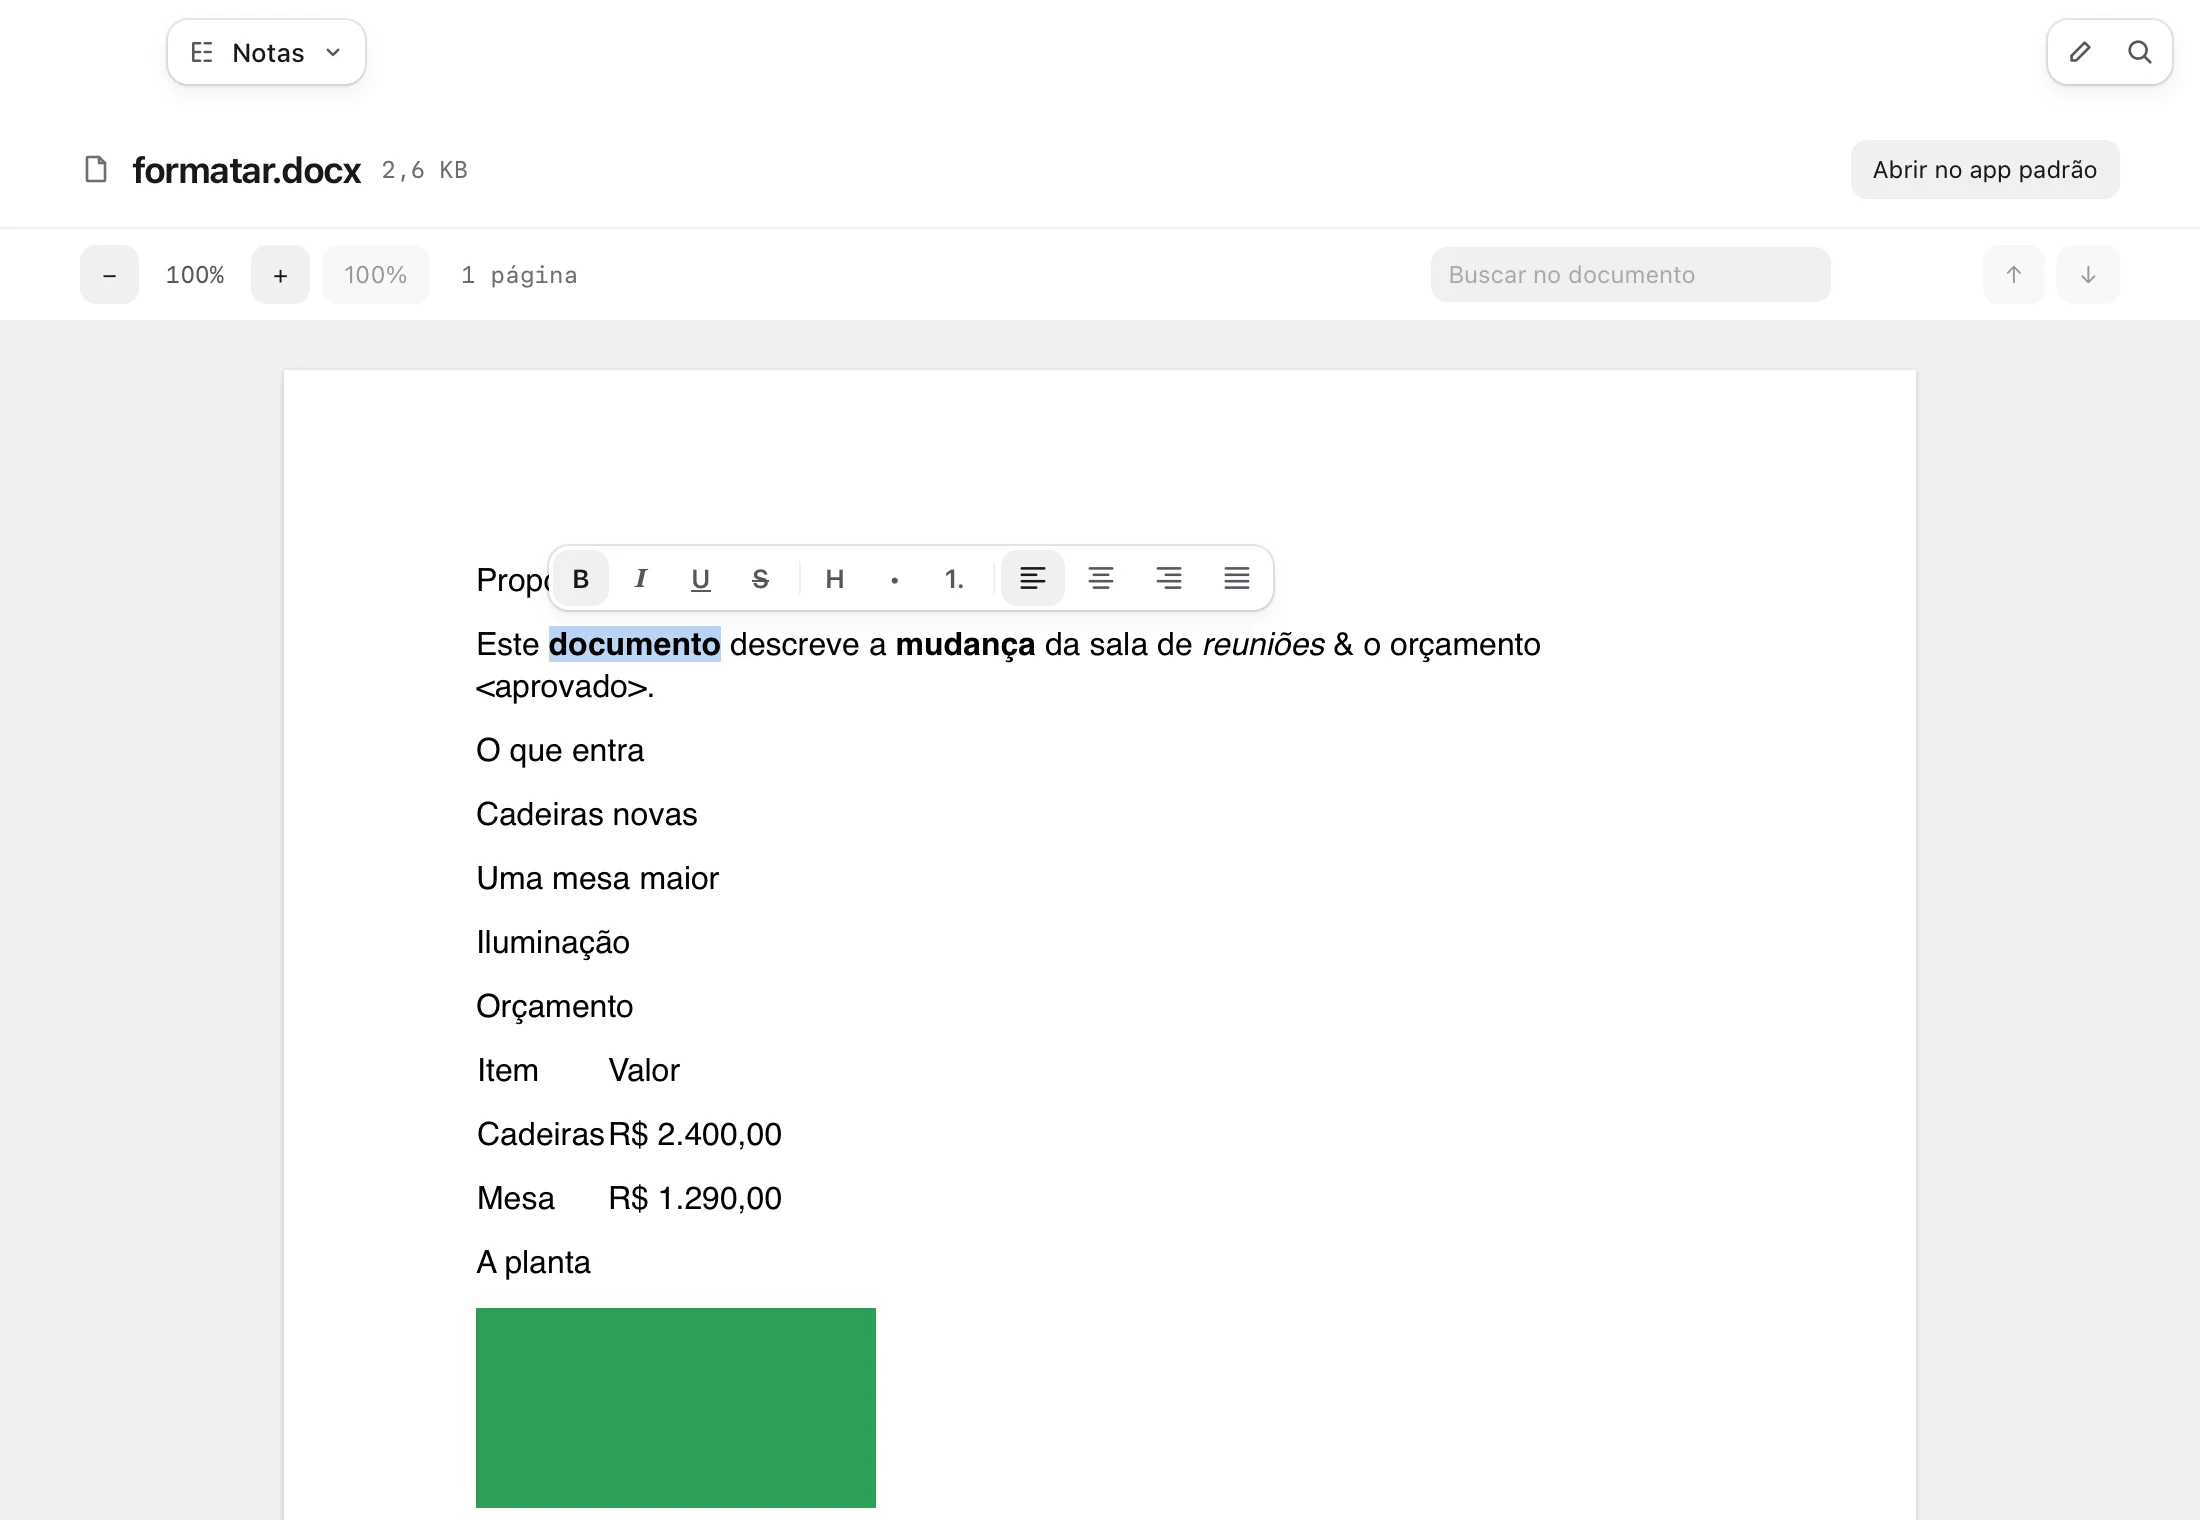 Notas
formatar.docx 2,6 KB
Abrir no app padrão
− 100% + 100% 1 página
Buscar no documento ↑ ↓
B I U S H • 1.
Este documento descreve a mudança da sala de reuniões & o orçamento
<aprovado>.
O que entra
Cadeiras novas
Uma mesa maior
Iluminação
Orçamento
Item Valor
Cadeiras R$ 2.400,00
Mesa R$ 1.290,00
A planta